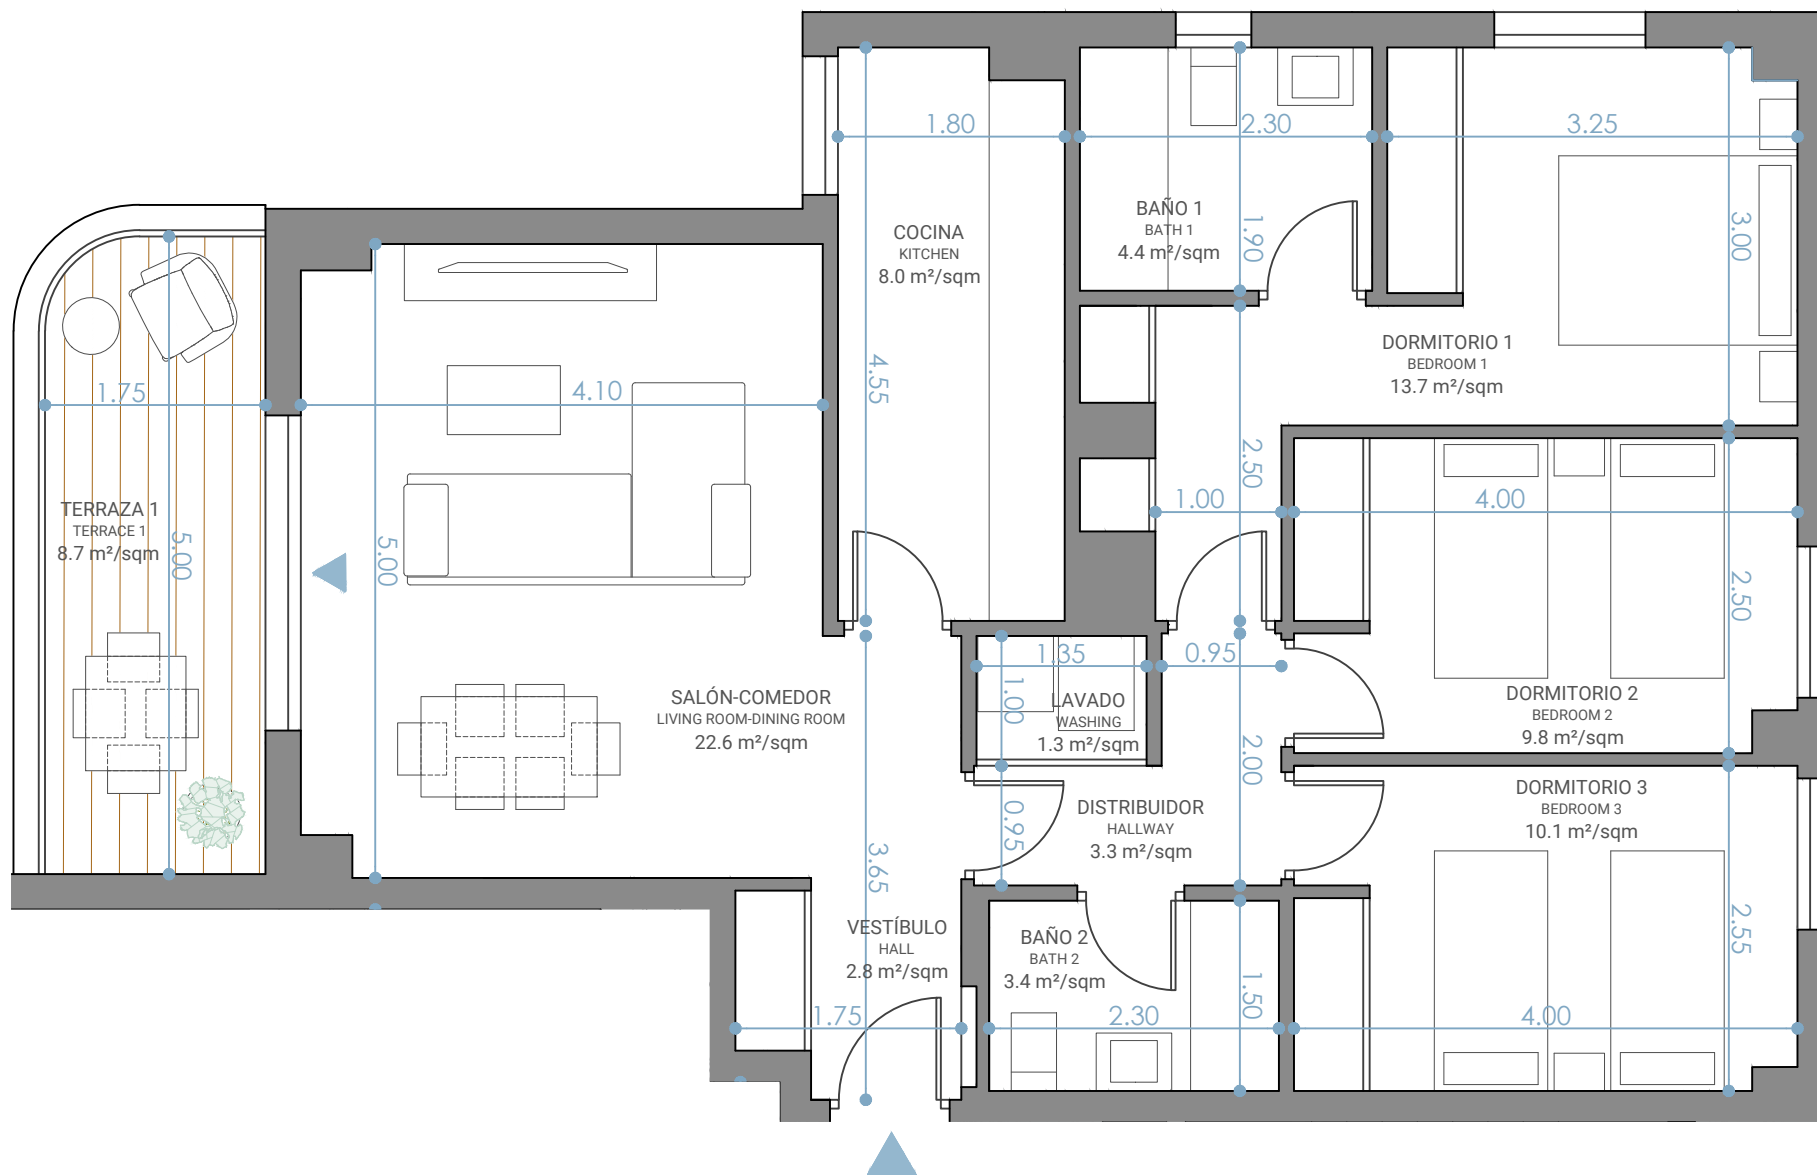 1.80
2.30
3.25
COCINA
KITCHEN
8.0 m²/sqm
BAÑO 1
BATH 1
4.4 m²/sqm
1.90
3.00
DORMITORIO 1
BEDROOM 1
13.7 m²/sqm
1.75
4.10
4.55
2.50
1.00
4.00
TERRAZA 1
TERRACE 1
8.7 m²/sqm
5.00
5.00
2.50
1.35
0.95
SALÓN-COMEDOR
LIVING ROOM-DINING ROOM
22.6 m²/sqm
1.00
LAVADO
WASHING
1.3 m²/sqm
DORMITORIO 2
BEDROOM 2
9.8 m²/sqm
2.00
DISTRIBUIDOR
HALLWAY
3.3 m²/sqm
0.95
DORMITORIO 3
BEDROOM 3
10.1 m²/sqm
3.65
VESTÍBULO
HALL
2.8 m²/sqm
BAÑO 2
BATH 2
3.4 m²/sqm
2.55
1.50
1.75
2.30
4.00